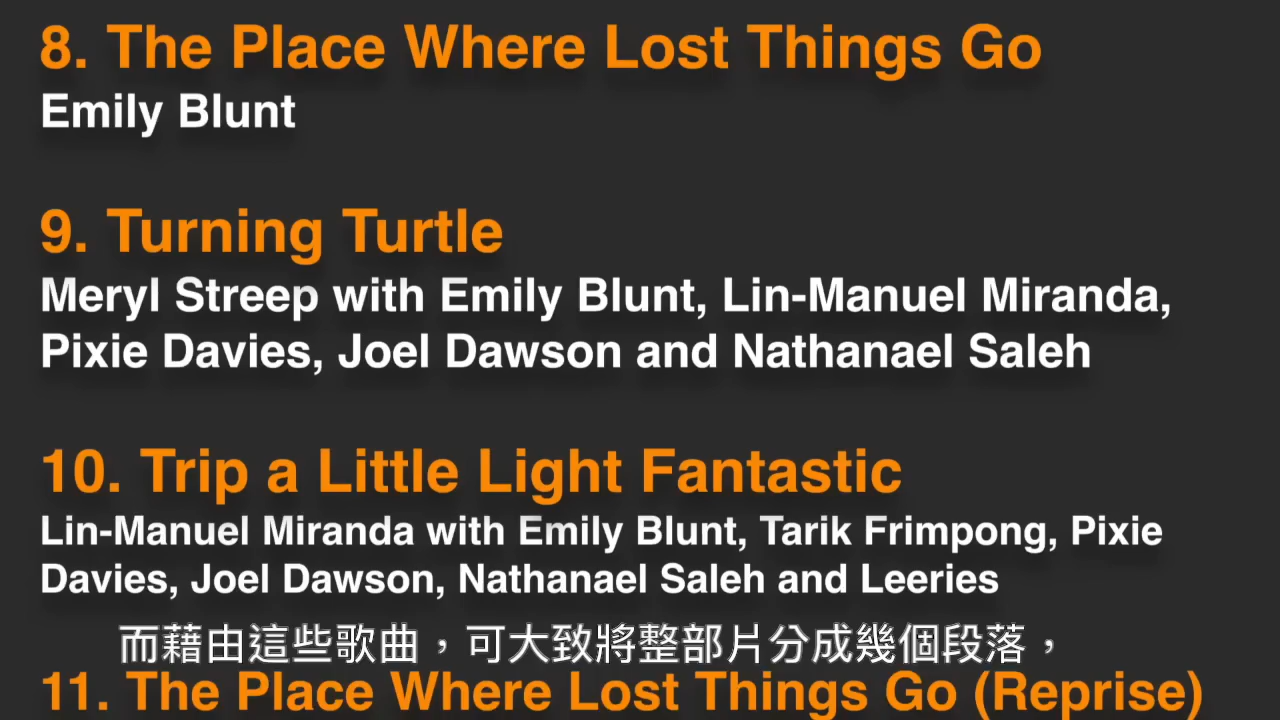 8. The Place Where Lost Things Go
Emily Blunt
9. Turning Turtle
Meryl Streep with Emily Blunt, Lin-Manuel Miranda,
Pixie Davies, Joel Dawson and Nathanael Saleh
10. Trip a Little Light Fantastic
Lin-Manuel Miranda with Emily Blunt, Tarik Frimpong, Pixie
Davies, Joel Dawson, Nathanael Saleh and Leeries
而藉由這些歌曲，可大致將整部片分成幾個段落，
11. The Place Where Lost Things Go (Reprise)